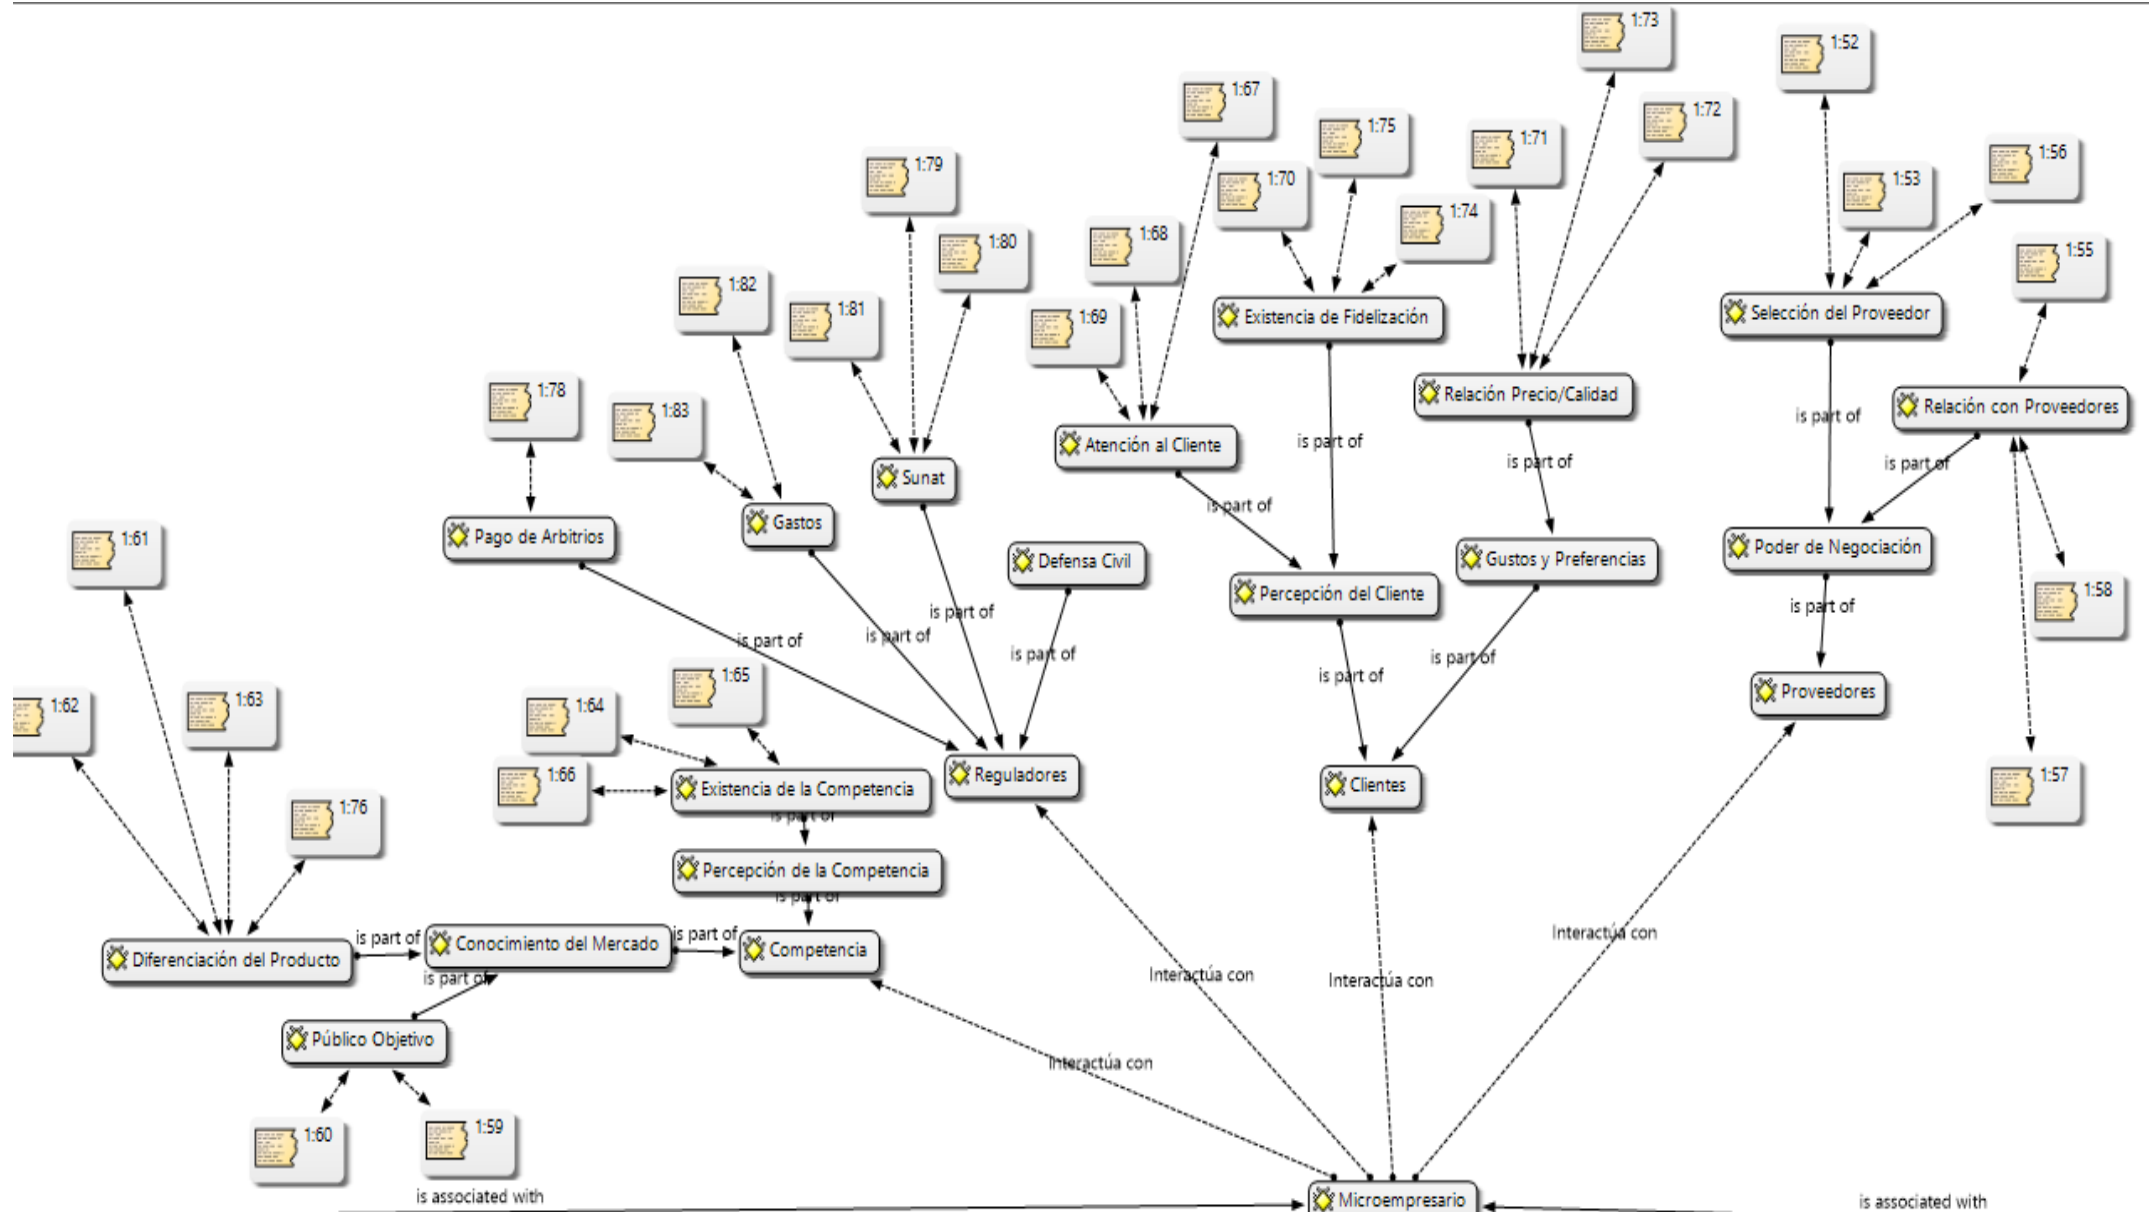 1:73
1:52
1:67
1:72
1:75
1:71
1:56
1:79
1:70
1:53
1:74
1:68
1:80
1:55
1:82
1:81
1:69
Existencia de Fidelización
Selección del Proveedor
1:78
1:83
Relación Precio/Calidad
Relación con Proveedores
is part of
is part of
Atención al Cliente
is part of
is part of
Sunat
is part of
Gastos
Pago de Arbitrios
1:61
Defensa Civil
Gustos y Preferencias
Poder de Negociación
1:58
Percepción del Cliente
is part of
is part of
is part of
is part of
is part of
is part of
is part of
1:65
Proveedores
1:62
1:63
1:64
1:66
Reguladores
Existencia de la Competencia
Clientes
1:57
1:76
is part of
Percepción de la Competencia
is part of
is part of
Conocimiento del Mercado
is part of
Competencia
Diferenciación del Producto
is part of
Interactúa con
Interactúa con
Interactúa con
Público Objetivo
Interactúa con
1:60
1:59
is associated with
Microempresario
is associated with